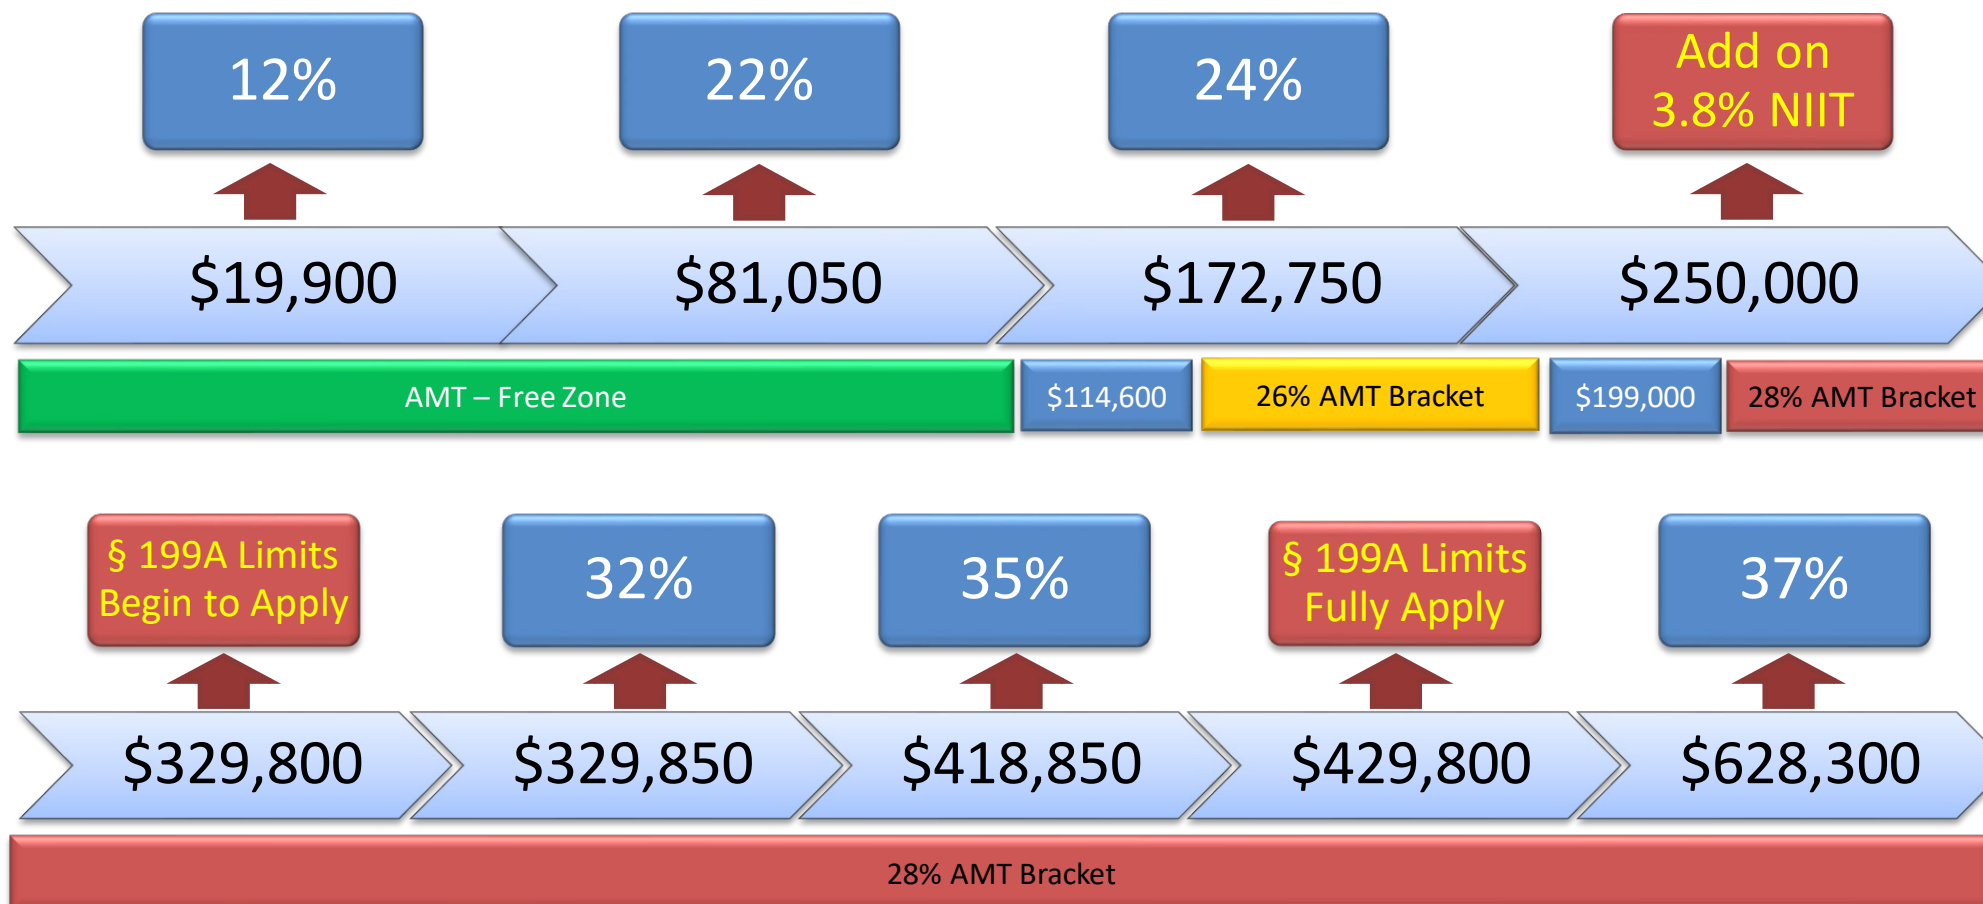 12%
22%
24%
Add on
3.8% NIIT
$19,900
$81,050
$172,750
$250,000
AMT – Free Zone
$114,600
26% AMT Bracket
$199,000
28% AMT Bracket
§ 199A Limits
Begin to Apply
32%
35%
§ 199A Limits
Fully Apply
37%
$329,800
$329,850
$418,850
$429,800
$628,300
28% AMT Bracket